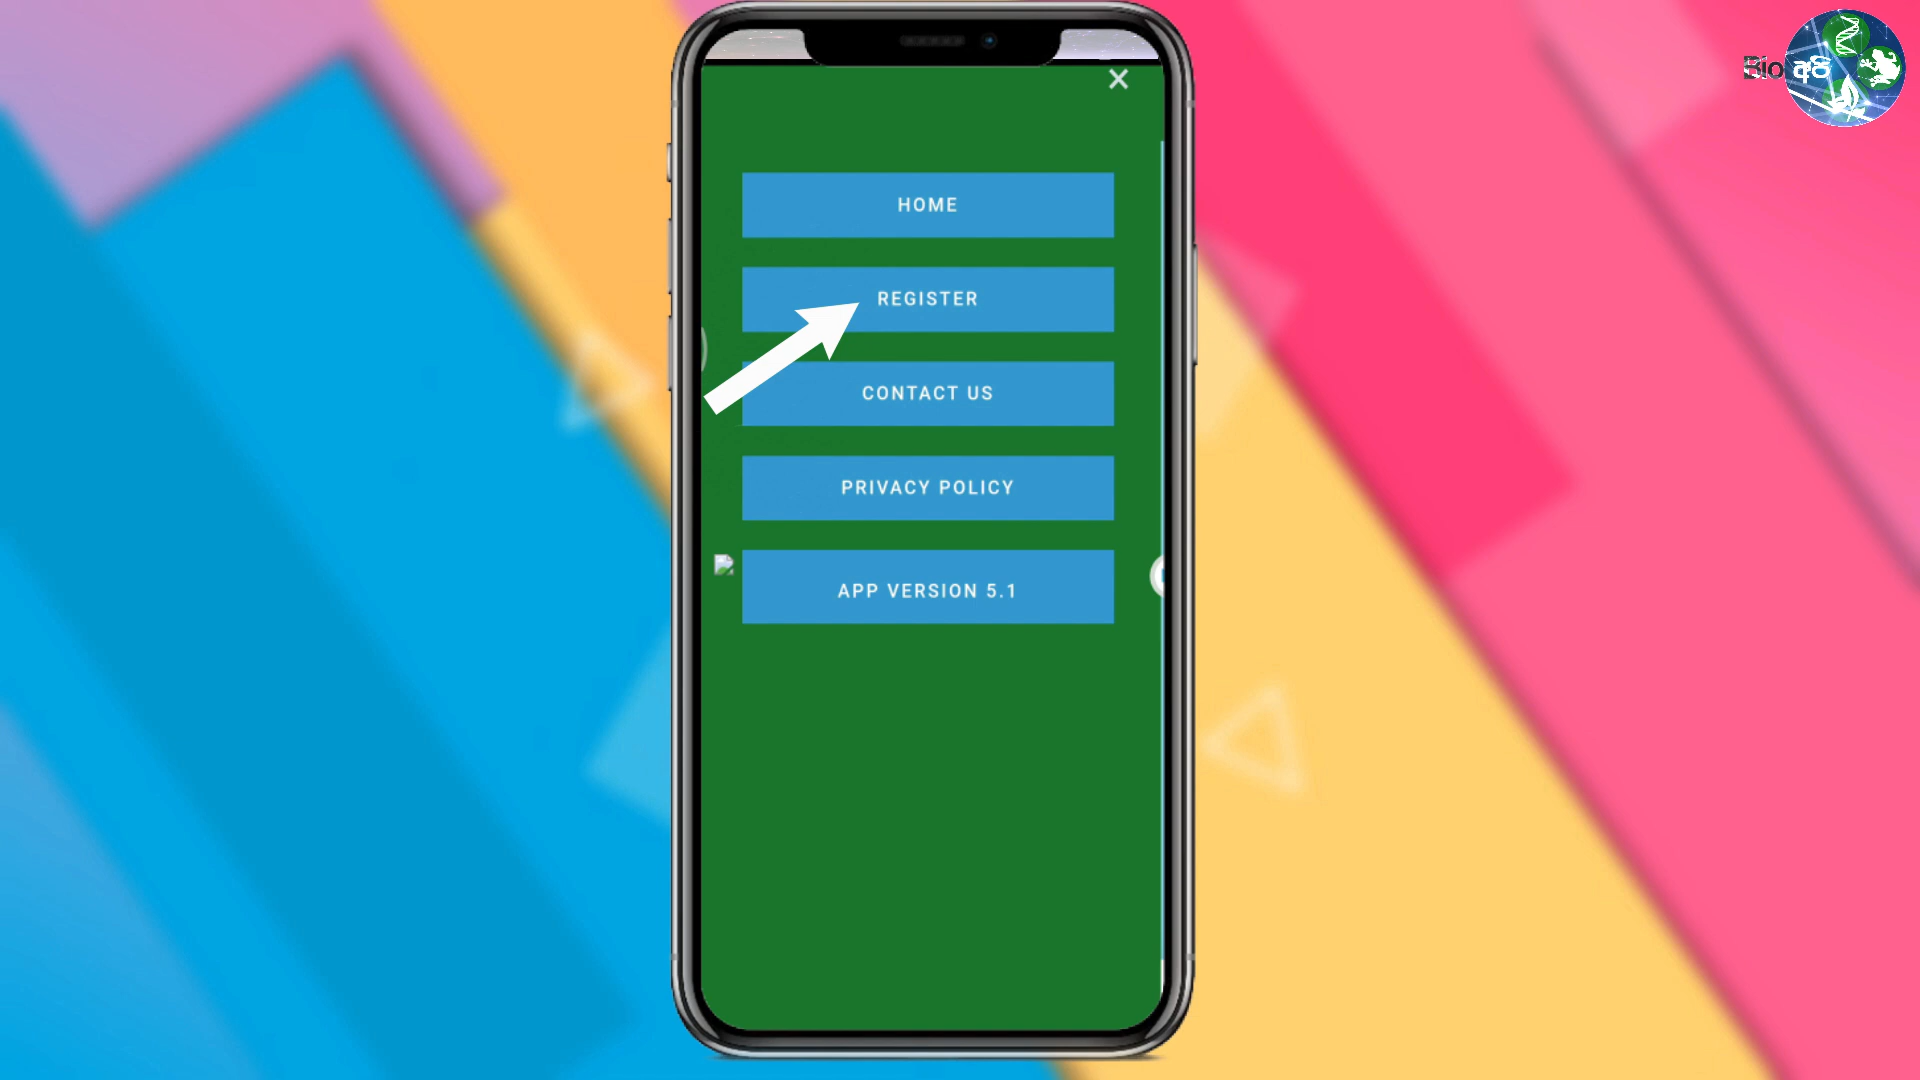 HOME
REGISTER
CONTACT US
PRIVACY POLICY
APP VERSION 5.1